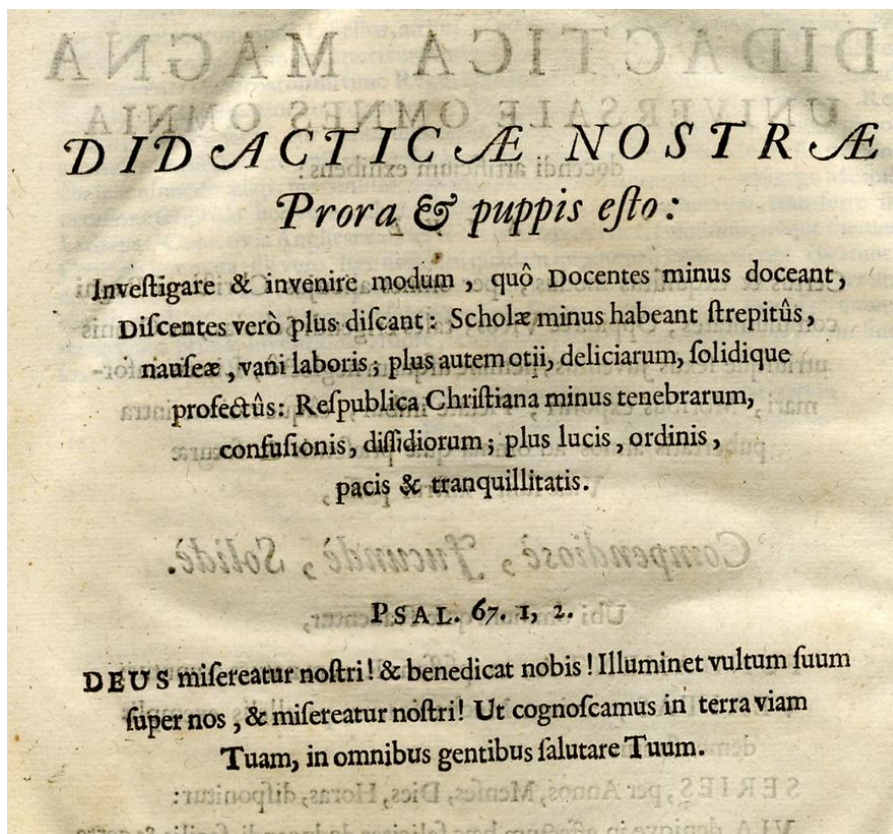 DIDACTICÆ NOSTRÆ
Prora & puppis eſto:
Inveſtigare & invenire modum, quô Docentes minus doceant,
Diſcentes verò plus diſcant: Scholæ minus habeant ſtrepitûs,
nauſeæ, vani laboris; plus autem otii, deliciarum, ſolidique
profectûs: Reſpublica Chriſtiana minus tenebrarum,
confuſionis, diſſidiorum; plus lucis, ordinis,
pacis & tranquillitatis.
PSAL. 67. 1, 2.
DEUS miſereatur noſtri! & benedicat nobis! Illuminet vultum ſuum
ſuper nos, & miſereatur noſtri! Ut cognoſcamus in terra viam
Tuam, in omnibus gentibus ſalutare Tuum.